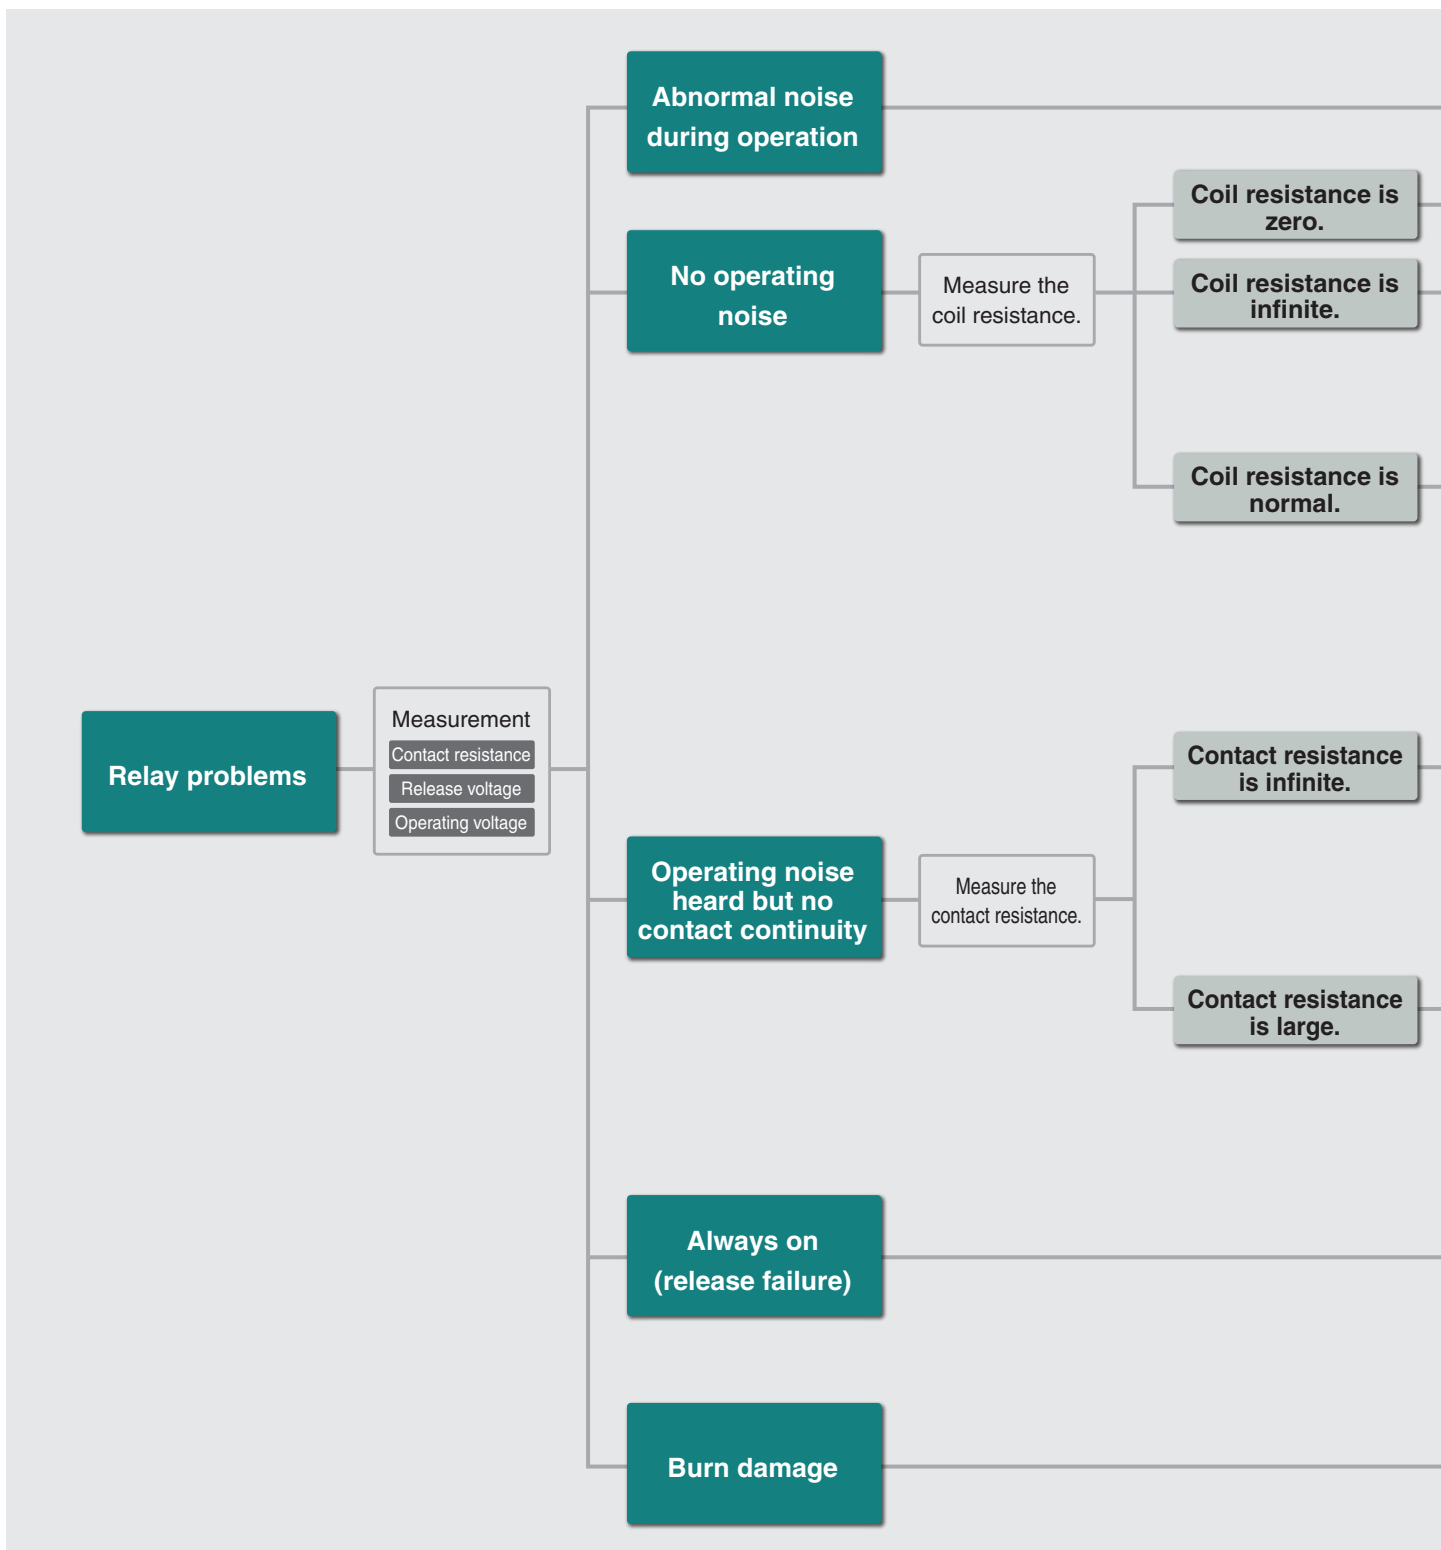 Abnormal noise
during operation
Coil resistance is
zero.
No operating
noise
Measure the
coil resistance.
Coil resistance is
infinite.
Coil resistance is
normal.
Relay problems
Measurement
Contact resistance
Release voltage
Operating voltage
Contact resistance
is infinite.
Operating noise
heard but no
contact continuity
Measure the
contact resistance.
Contact resistance
is large.
Always on
(release failure)
Burn damage